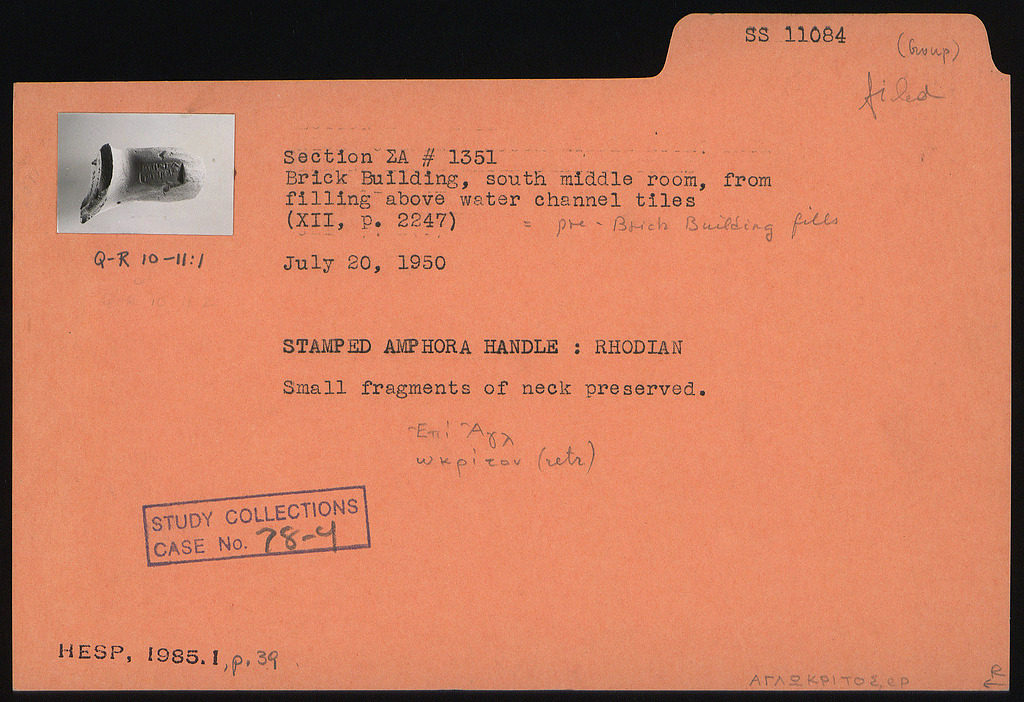 SS 11084
(Group)
filed
Section ΣΑ # 1351
Brick Building, south middle room, from
filling above water channel tiles
(XII, p. 2247) = pre-Brick Building fills
Q-R 10-11:1
July 20, 1950
STAMPED AMPHORA HANDLE : RHODIAN
Small fragments of neck preserved.
Ἐπὶ Ἀγλ
ωκρίτου (retr)
STUDY COLLECTIONS
CASE No. 78-4
HESP, 1985.1, p. 39
ΑΓΛΩΚΡΙΤΟΣ, ep
R